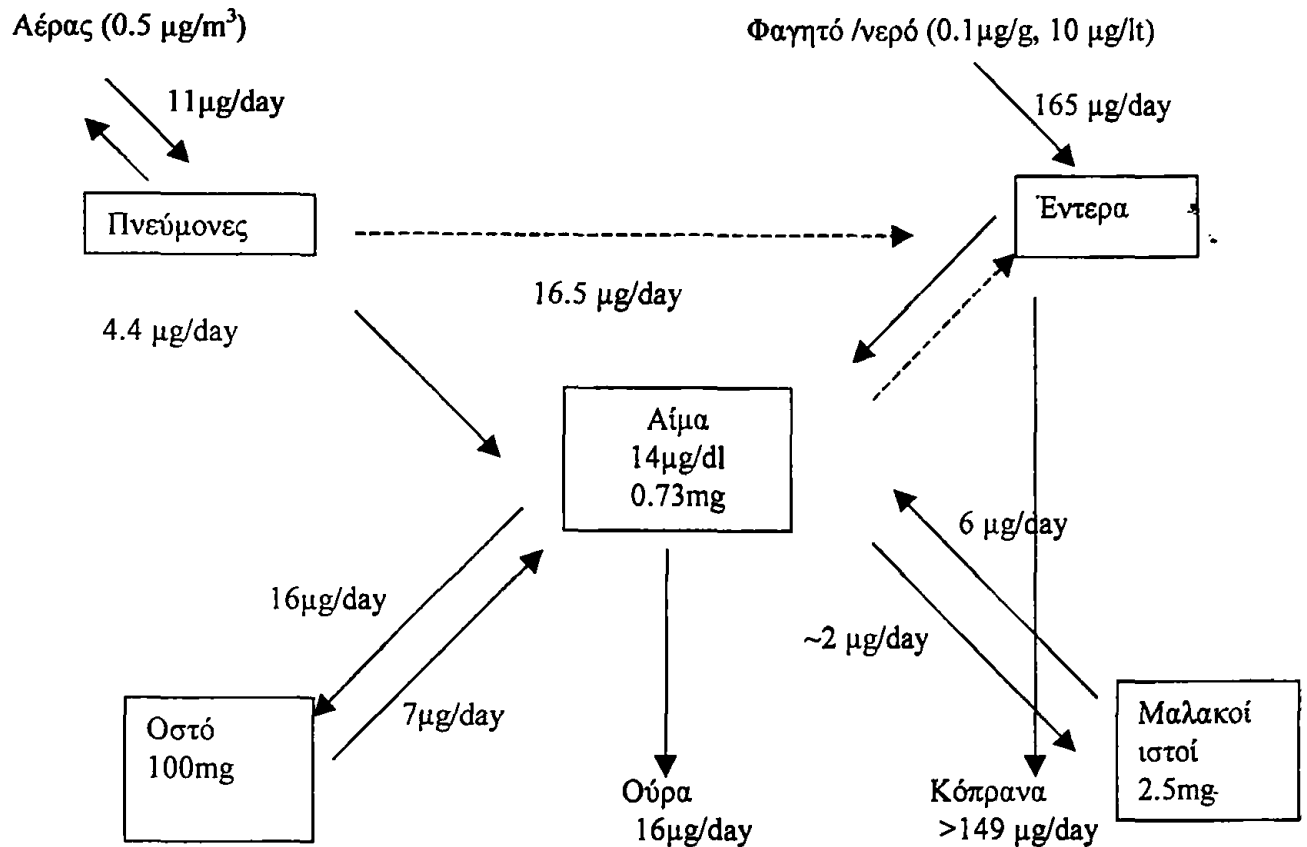 Αέρας (0.5 μg/m³)
Φαγητό /νερό (0.1μg/g, 10 μg/lt)
11μg/day
165 μg/day
Πνεύμονες
Έντερα
16.5 μg/day
4.4 μg/day
Αίμα
14μg/dl
0.73mg
6 μg/day
16μg/day
~2 μg/day
7μg/day
Οστό
100mg
Μαλακοί
ιστοί
2.5mg
Ούρα
16μg/day
Κόπρανα
>149 μg/day